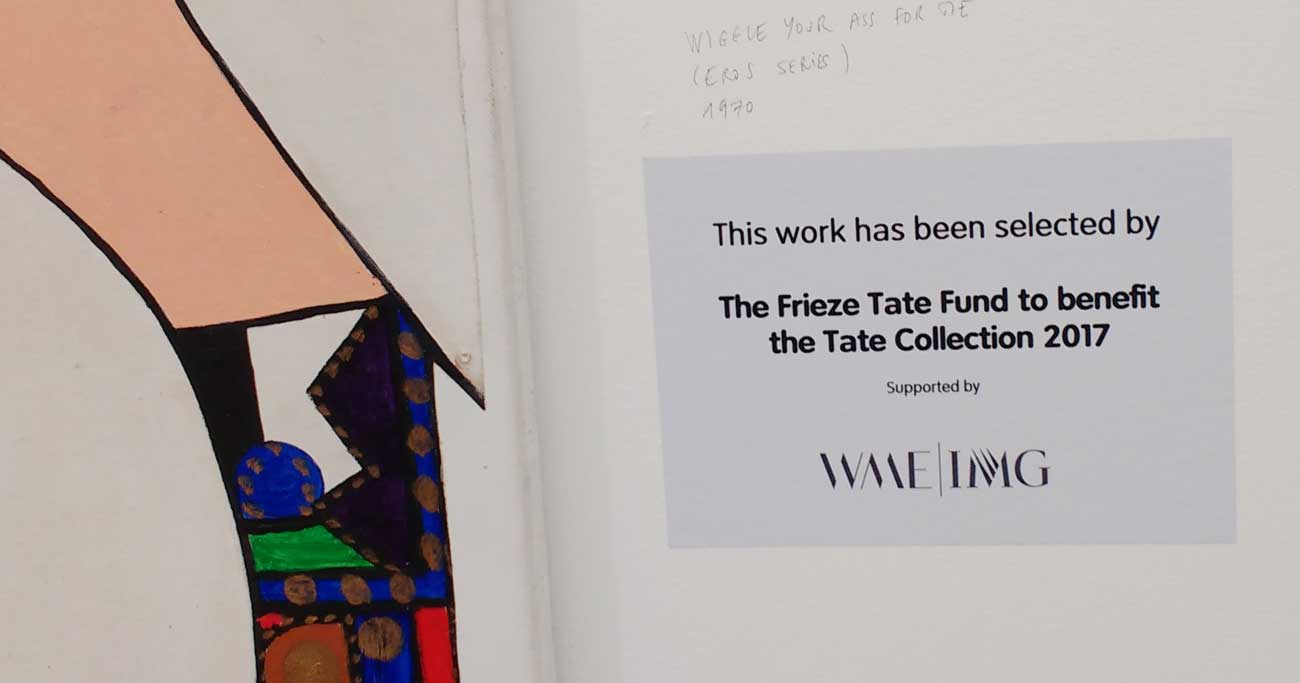 WIGGLE YOUR ASS FOR ME
(EROS SERIES)
1970
This work has been selected by
The Frieze Tate Fund to benefit
the Tate Collection 2017
Supported by
WME|IMG